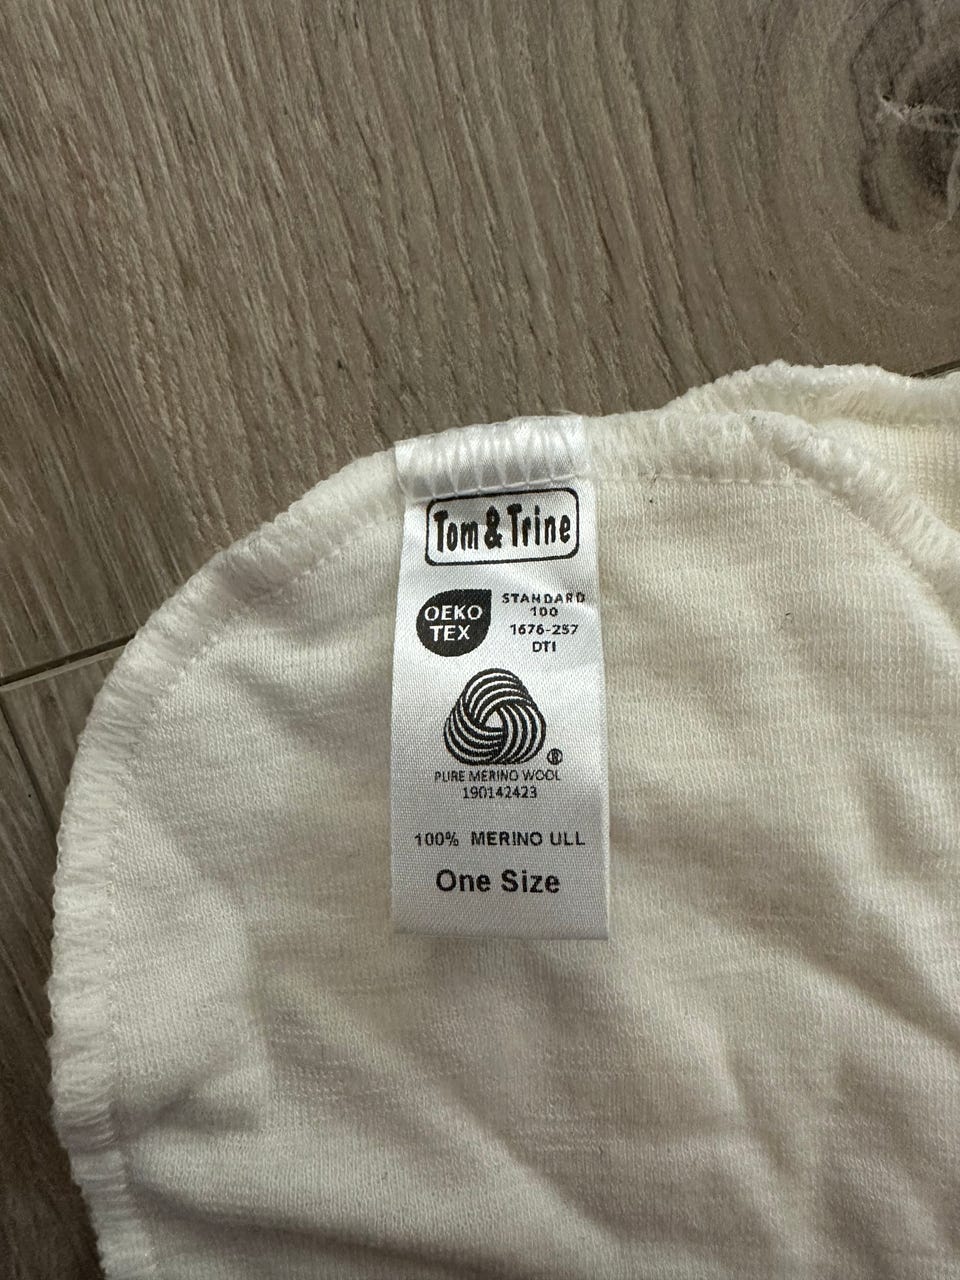 Tom & Trine
OEKO
TEX
STANDARD
100
1676-257
DTI
®
PURE MERINO WOOL
190142423
100% MERINO ULL
One Size